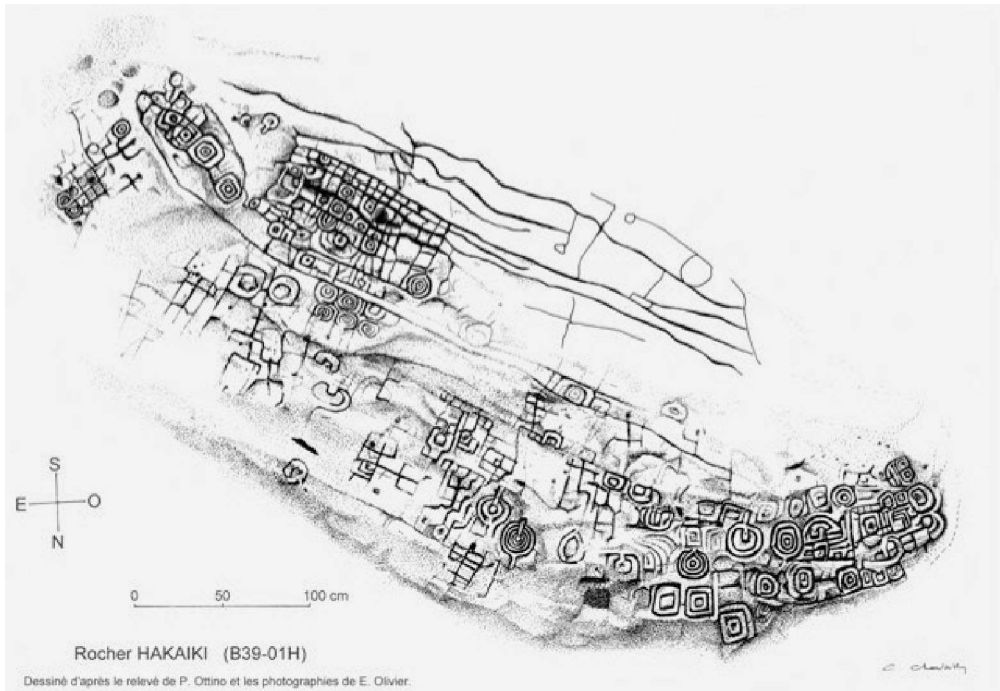 S
E O
N
0 50 100 cm
Rocher HAKAIKI (B39-01H)
Dessiné d'après le relevé de P. Ottino et les photographies de E. Olivier.